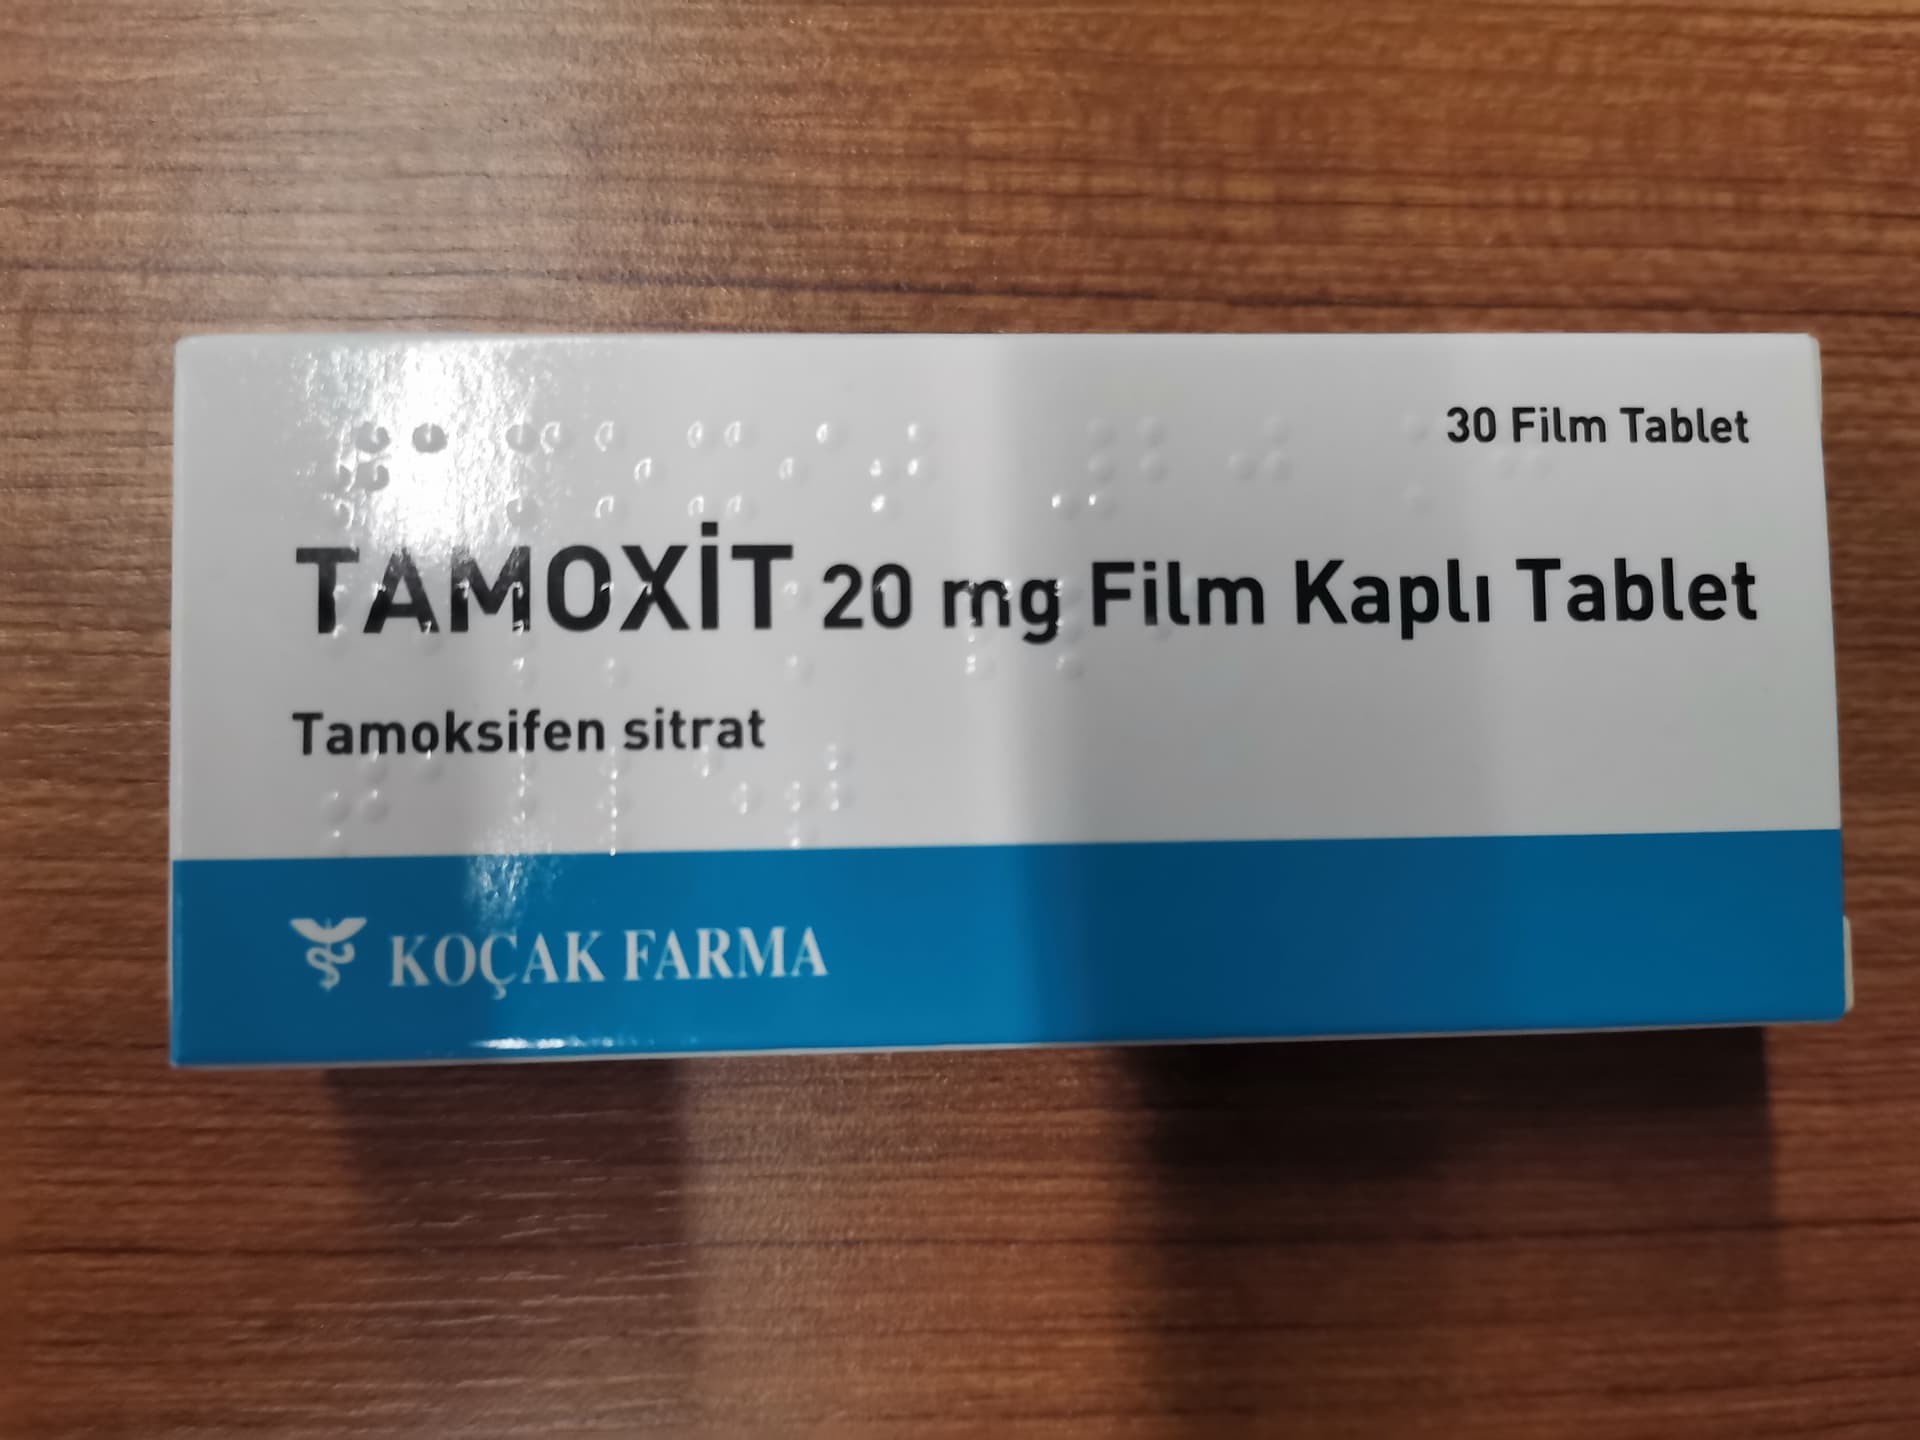 30 Film Tablet
TAMOXİT 20 mg Film Kaplı Tablet
Tamoksifen sitrat
KOÇAK FARMA